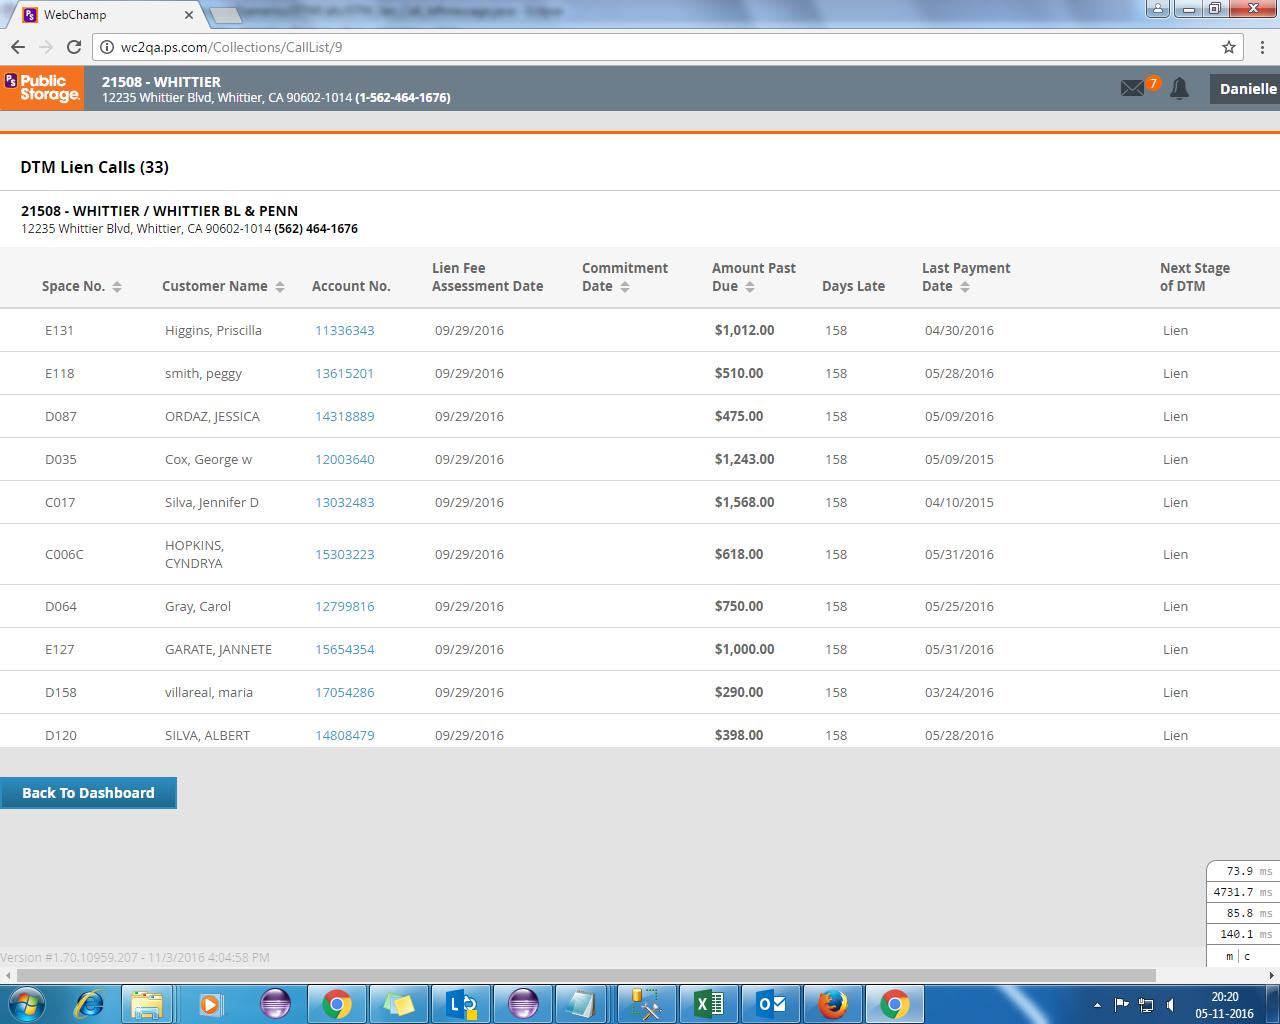 WebChamp
wc2qa.ps.com/Collections/CallList/9
PS Public Storage.
21508 - WHITTIER
12235 Whittier Blvd, Whittier, CA 90602-1014 (1-562-464-1676)
7
Danielle
DTM Lien Calls (33)
21508 - WHITTIER / WHITTIER BL & PENN
12235 Whittier Blvd, Whittier, CA 90602-1014 (562) 464-1676
Space No. Customer Name Account No. Lien Fee Assessment Date Commitment Date Amount Past Due Days Late Last Payment Date Next Stage of DTM
E131 Higgins, Priscilla 11336343 09/29/2016 $1,012.00 158 04/30/2016 Lien
E118 smith, peggy 13615201 09/29/2016 $510.00 158 05/28/2016 Lien
D087 ORDAZ, JESSICA 14318889 09/29/2016 $475.00 158 05/09/2016 Lien
D035 Cox, George w 12003640 09/29/2016 $1,243.00 158 05/09/2015 Lien
C017 Silva, Jennifer D 13032483 09/29/2016 $1,568.00 158 04/10/2015 Lien
C006C HOPKINS, CYNDRYA 15303223 09/29/2016 $618.00 158 05/31/2016 Lien
D064 Gray, Carol 12799816 09/29/2016 $750.00 158 05/25/2016 Lien
E127 GARATE, JANNETE 15654354 09/29/2016 $1,000.00 158 05/31/2016 Lien
D158 villareal, maria 17054286 09/29/2016 $290.00 158 03/24/2016 Lien
D120 SILVA, ALBERT 14808479 09/29/2016 $398.00 158 05/28/2016 Lien
Back To Dashboard
73.9 ms
4731.7 ms
85.8 ms
140.1 ms
m c
Version #1.70.10959.207 - 11/3/2016 4:04:58 PM
20:20
05-11-2016